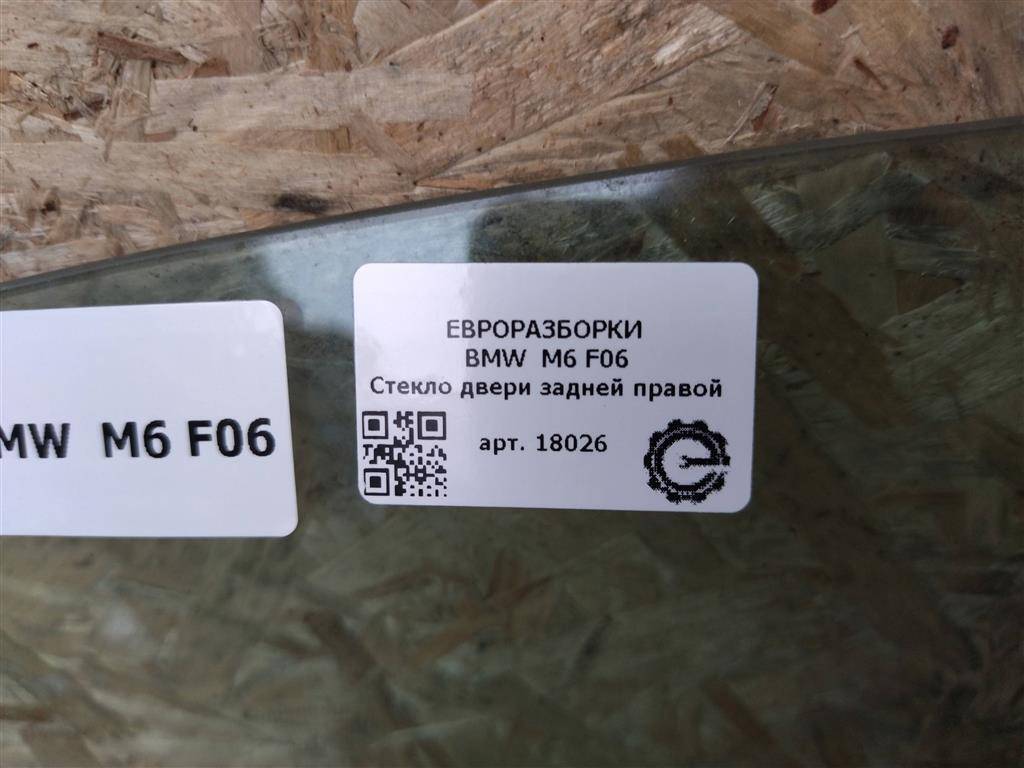 ЕВРОРАЗБОРКИ
BMW M6 F06
Стекло двери задней правой
арт. 18026
MW M6 F06